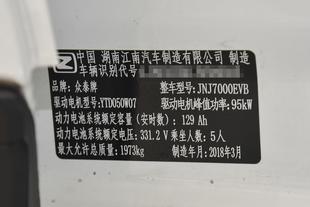 中国 湖南江南汽车制造有限公司 制造
车辆识别代号
品牌：众泰牌 整车型号：JNJ7000EVB
驱动电机型号：YTD050W07 驱动电机峰值功率：95kW
动力电池系统额定容量（安时数）：129 Ah
动力电池系统额定电压：331.2 V 乘坐人数：5人
最大允许总质量：1973kg 制造年月：2018年3月